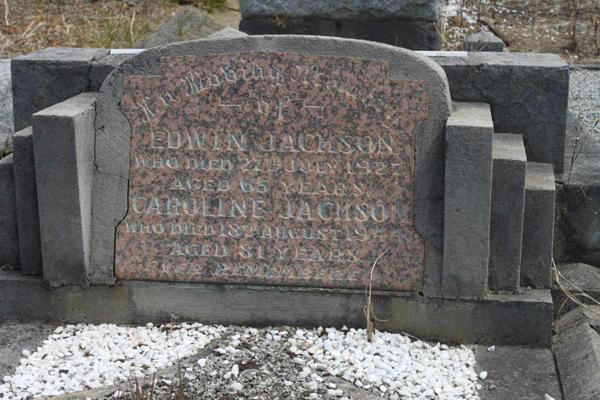 In Loving Memory
— of —
EDWIN JACKSON
WHO DIED 27TH JULY
AGED 65 YEARS
CAROLINE JACKSON
WHO DIED 18TH AUGUST
AGED 81 YEARS